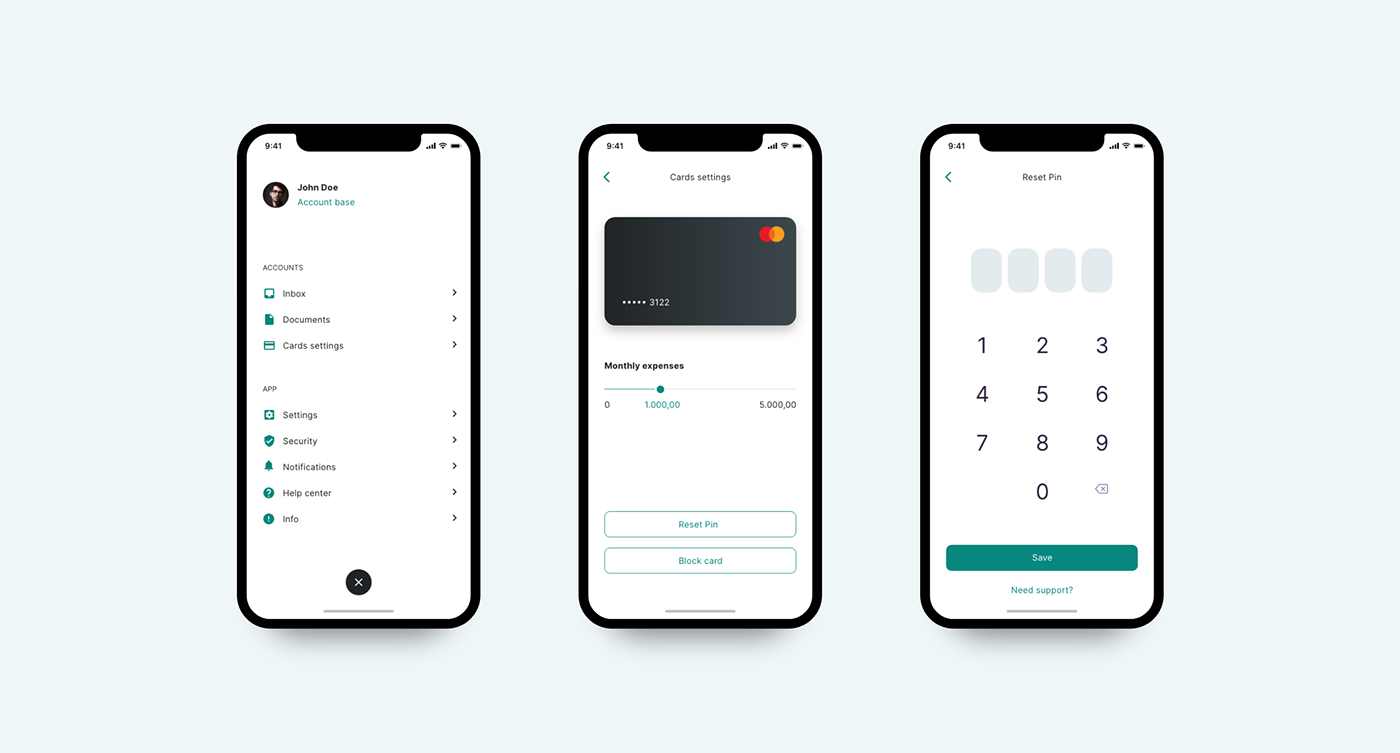 9:41
John Doe
Account base
ACCOUNTS
Inbox
Documents
Cards settings
APP
Settings
Security
Notifications
Help center
Info
9:41
Cards settings
••••• 3122
Monthly expenses
0 1.000,00 5.000,00
Reset Pin
Block card
9:41
Reset Pin
1 2 3
4 5 6
7 8 9
0
Save
Need support?